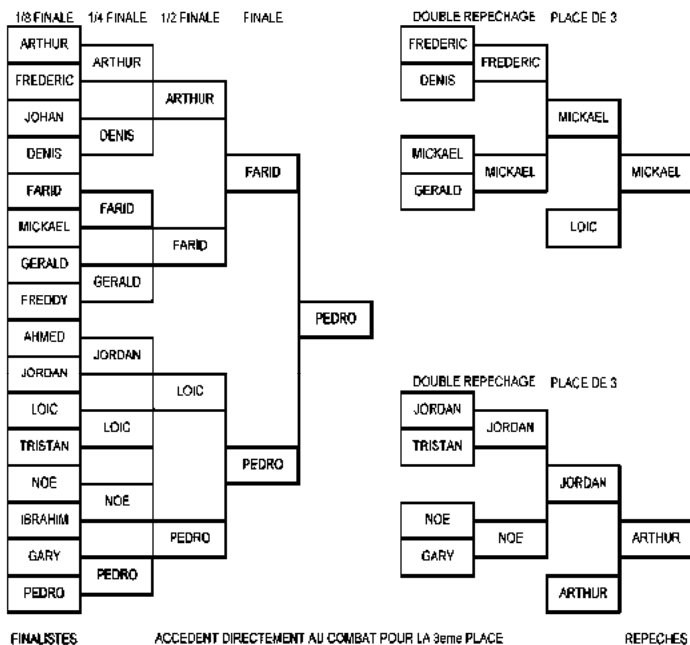 1/8 FINALE 1/4 FINALE 1/2 FINALE FINALE
ARTHUR
FREDERIC
JOHAN
DENIS
FARID
MICKAEL
GERALD
FREDDY
AHMED
JORDAN
LOIC
TRISTAN
NOE
IBRAHIM
GARY
PEDRO
ARTHUR
DENIS
FARID
GERALD
JORDAN
LOIC
NOE
PEDRO
ARTHUR
FARID
LOIC
PEDRO
FARID
PEDRO
PEDRO
DOUBLE REPECHAGE PLACE DE 3
FREDERIC
DENIS
MICKAEL
GERALD
FREDERIC
MICKAEL
MICKAEL
LOIC
MICKAEL
DOUBLE REPECHAGE PLACE DE 3
JORDAN
TRISTAN
NOE
GARY
JORDAN
NOE
JORDAN
ARTHUR
ARTHUR
FINALISTES ACCEDENT DIRECTEMENT AU COMBAT POUR LA 3eme PLACE REPECHES